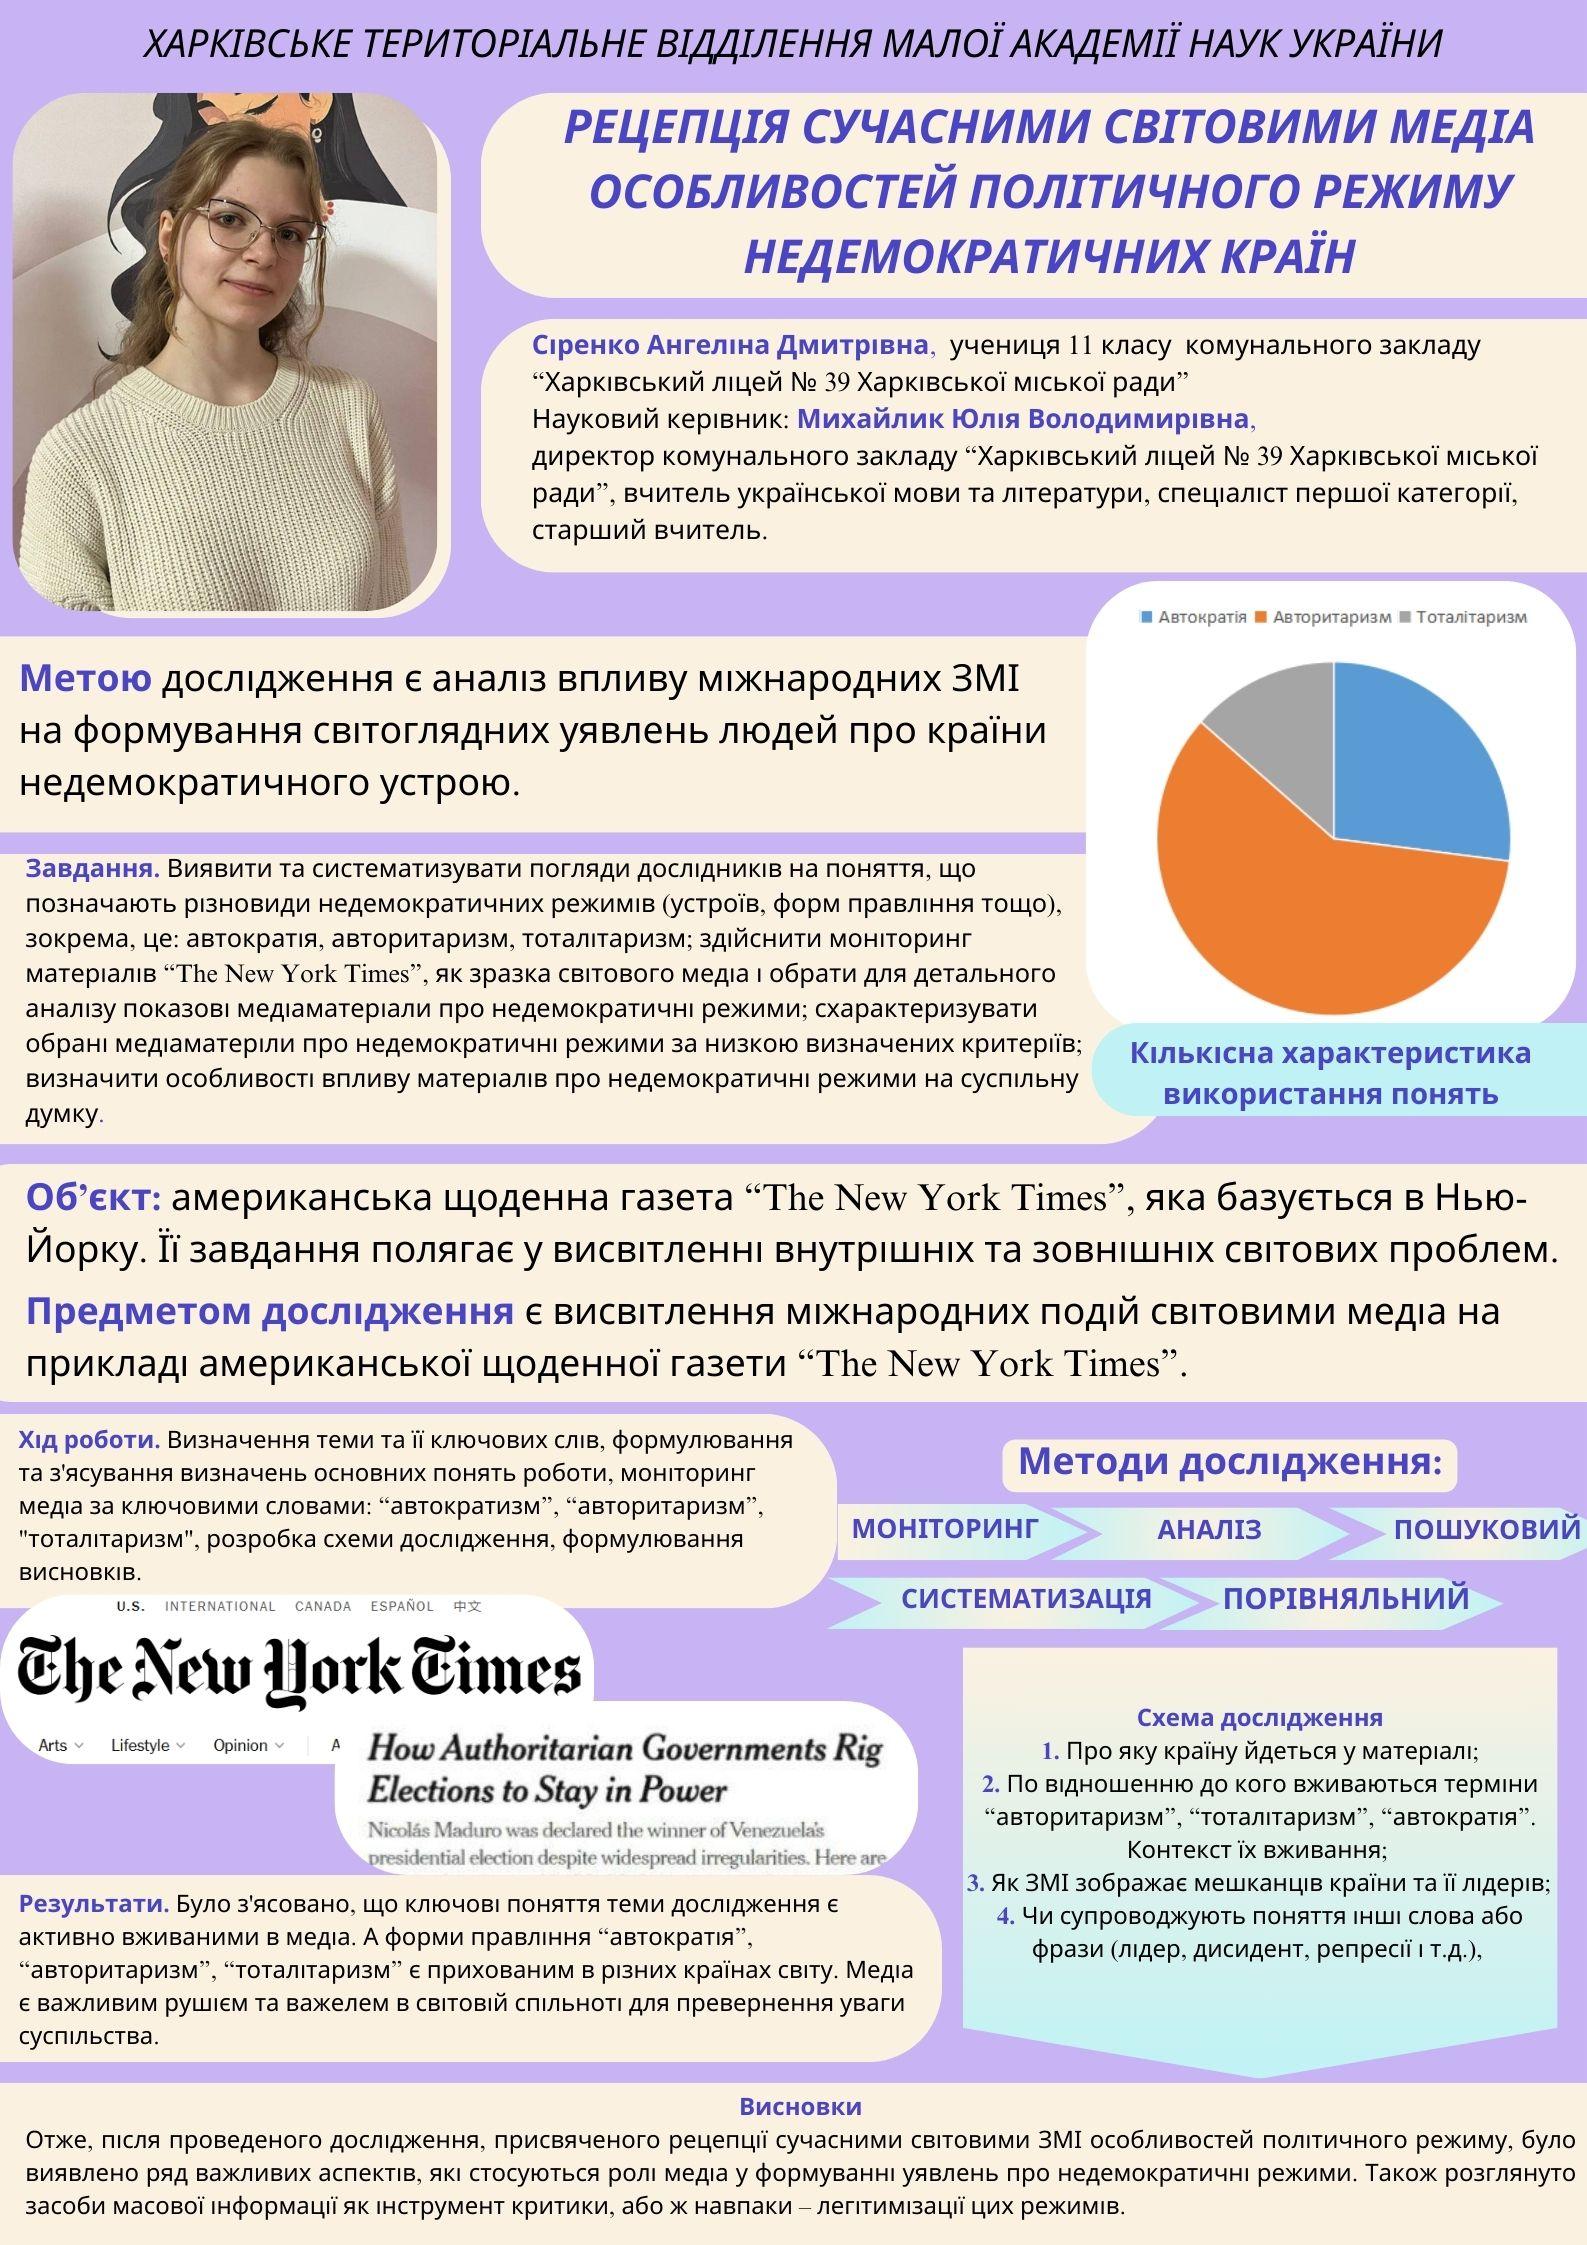 ХАРКІВСЬКЕ ТЕРИТОРІАЛЬНЕ ВІДДІЛЕННЯ МАЛОЇ АКАДЕМІЇ НАУК УКРАЇНИ
РЕЦЕПЦІЯ СУЧАСНИМИ СВІТОВИМИ МЕДІА
ОСОБЛИВОСТЕЙ ПОЛІТИЧНОГО РЕЖИМУ
НЕДЕМОКРАТИЧНИХ КРАЇН
Сіренко Ангеліна Дмитрівна, учениця 11 класу комунального закладу
“Харківський ліцей № 39 Харківської міської ради”
Науковий керівник: Михайлик Юлія Володимирівна,
директор комунального закладу “Харківський ліцей № 39 Харківської міської
ради”, вчитель української мови та літератури, спеціаліст першої категорії,
старший вчитель.
Автократія Авторитаризм Тоталітаризм
Кількісна характеристика
використання понять
Метою дослідження є аналіз впливу міжнародних ЗМІ
на формування світоглядних уявлень людей про країни
недемократичного устрою.
Завдання. Виявити та систематизувати погляди дослідників на поняття, що
позначають різновиди недемократичних режимів (устроїв, форм правління тощо),
зокрема, це: автократія, авторитаризм, тоталітаризм; здійснити моніторинг
матеріалів “The New York Times”, як зразка світового медіа і обрати для детального
аналізу показові медіаматеріали про недемократичні режими; схарактеризувати
обрані медіаматеріли про недемократичні режими за низкою визначених критеріїв;
визначити особливості впливу матеріалів про недемократичні режими на суспільну
думку.
Об’єкт: американська щоденна газета “The New York Times”, яка базується в Нью-
Йорку. Її завдання полягає у висвітленні внутрішніх та зовнішніх світових проблем.
Предметом дослідження є висвітлення міжнародних подій світовими медіа на
прикладі американської щоденної газети “The New York Times”.
Хід роботи. Визначення теми та її ключових слів, формулювання
та з'ясування визначень основних понять роботи, моніторинг
медіа за ключовими словами: “автократизм”, “авторитаризм”,
"тоталітаризм", розробка схеми дослідження, формулювання
висновків.
Методи дослідження:
МОНІТОРИНГ АНАЛІЗ ПОШУКОВИЙ
СИСТЕМАТИЗАЦІЯ ПОРІВНЯЛЬНИЙ
U.S. INTERNATIONAL CANADA ESPAÑOL 中文
The New York Times
Arts Lifestyle Opinion A
How Authoritarian Governments Rig
Elections to Stay in Power
Nicolás Maduro was declared the winner of Venezuela’s
presidential election despite widespread irregularities. Here are
Схема дослідження
1. Про яку країну йдеться у матеріалі;
2. По відношенню до кого вживаються терміни
“авторитаризм”, “тоталітаризм”, “автократія”.
Контекст їх вживання;
3. Як ЗМІ зображає мешканців країни та її лідерів;
4. Чи супроводжують поняття інші слова або
фрази (лідер, дисидент, репресії і т.д.),
Результати. Було з'ясовано, що ключові поняття теми дослідження є
активно вживаними в медіа. А форми правління “автократія”,
“авторитаризм”, “тоталітаризм” є прихованим в різних країнах світу. Медіа
є важливим рушієм та важелем в світовій спільноті для превернення уваги
суспільства.
Висновки
Отже, після проведеного дослідження, присвяченого рецепції сучасними світовими ЗМІ особливостей політичного режиму, було
виявлено ряд важливих аспектів, які стосуються ролі медіа у формуванні уявлень про недемократичні режими. Також розглянуто
засоби масової інформації як інструмент критики, або ж навпаки – легітимізації цих режимів.